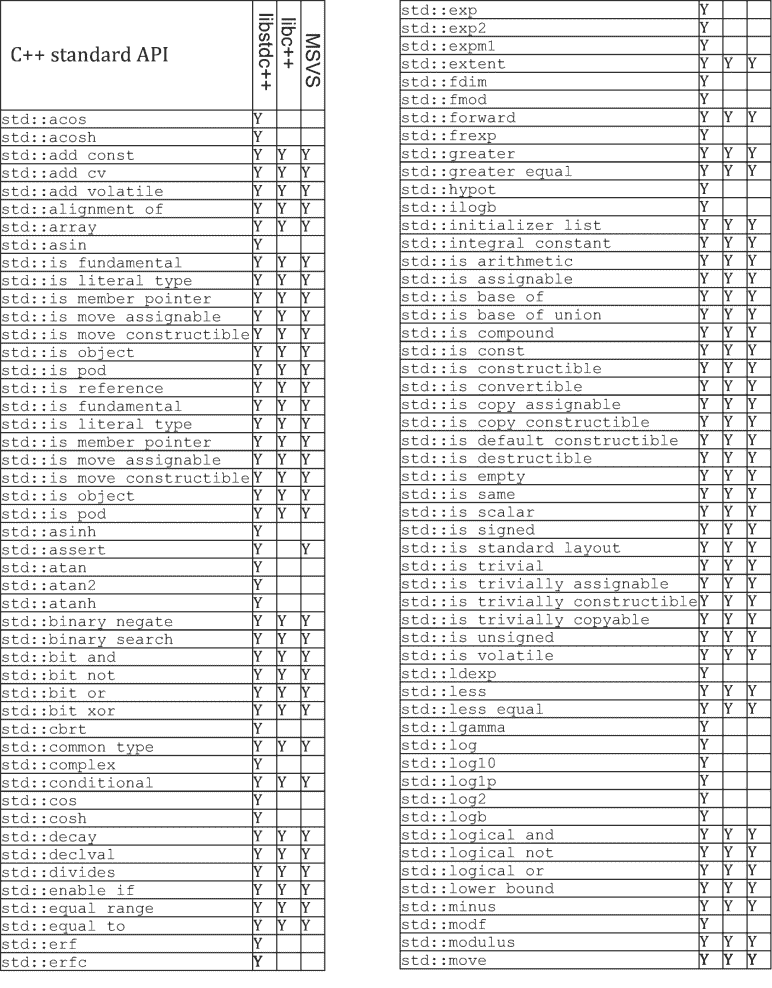 C++ standard API libstdc++ libc++ MSVS
std::acos Y
std::acosh Y
std::add const Y Y Y
std::add cv Y Y Y
std::add volatile Y Y Y
std::alignment of Y Y Y
std::array Y Y Y
std::asin Y
std::is fundamental Y Y Y
std::is literal type Y Y Y
std::is member pointer Y Y Y
std::is move assignable Y Y Y
std::is move constructible Y Y Y
std::is object Y Y Y
std::is pod Y Y Y
std::is reference Y Y Y
std::is fundamental Y Y Y
std::is literal type Y Y Y
std::is member pointer Y Y Y
std::is move assignable Y Y Y
std::is move constructible Y Y Y
std::is object Y Y Y
std::is pod Y Y Y
std::asinh Y
std::assert Y Y
std::atan Y
std::atan2 Y
std::atanh Y
std::binary negate Y Y Y
std::binary search Y Y Y
std::bit and Y Y Y
std::bit not Y Y Y
std::bit or Y Y Y
std::bit xor Y Y Y
std::cbrt Y
std::common type Y Y Y
std::complex Y
std::conditional Y Y Y
std::cos Y
std::cosh Y
std::decay Y Y Y
std::declval Y Y Y
std::divides Y Y Y
std::enable if Y Y Y
std::equal range Y Y Y
std::equal to Y Y Y
std::erf Y
std::erfc Y
std::exp Y
std::exp2 Y
std::expm1 Y
std::extent Y Y Y
std::fdim Y
std::fmod Y
std::forward Y Y Y
std::frexp Y
std::greater Y Y Y
std::greater equal Y Y Y
std::hypot Y
std::ilogb Y
std::initializer list Y Y Y
std::integral constant Y Y Y
std::is arithmetic Y Y Y
std::is assignable Y Y Y
std::is base of Y Y Y
std::is base of union Y Y Y
std::is compound Y Y Y
std::is const Y Y Y
std::is constructible Y Y Y
std::is convertible Y Y Y
std::is copy assignable Y Y Y
std::is copy constructible Y Y Y
std::is default constructible Y Y Y
std::is destructible Y Y Y
std::is empty Y Y Y
std::is same Y Y Y
std::is scalar Y Y Y
std::is signed Y Y Y
std::is standard layout Y Y Y
std::is trivial Y Y Y
std::is trivially assignable Y Y Y
std::is trivially constructible Y Y Y
std::is trivially copyable Y Y Y
std::is unsigned Y Y Y
std::is volatile Y Y Y
std::ldexp Y
std::less Y Y Y
std::less equal Y Y Y
std::lgamma Y
std::log Y
std::log10 Y
std::log1p Y
std::log2 Y
std::logb Y
std::logical and Y Y Y
std::logical not Y Y Y
std::logical or Y Y Y
std::lower bound Y Y Y
std::minus Y Y Y
std::modf Y
std::modulus Y Y Y
std::move Y Y Y